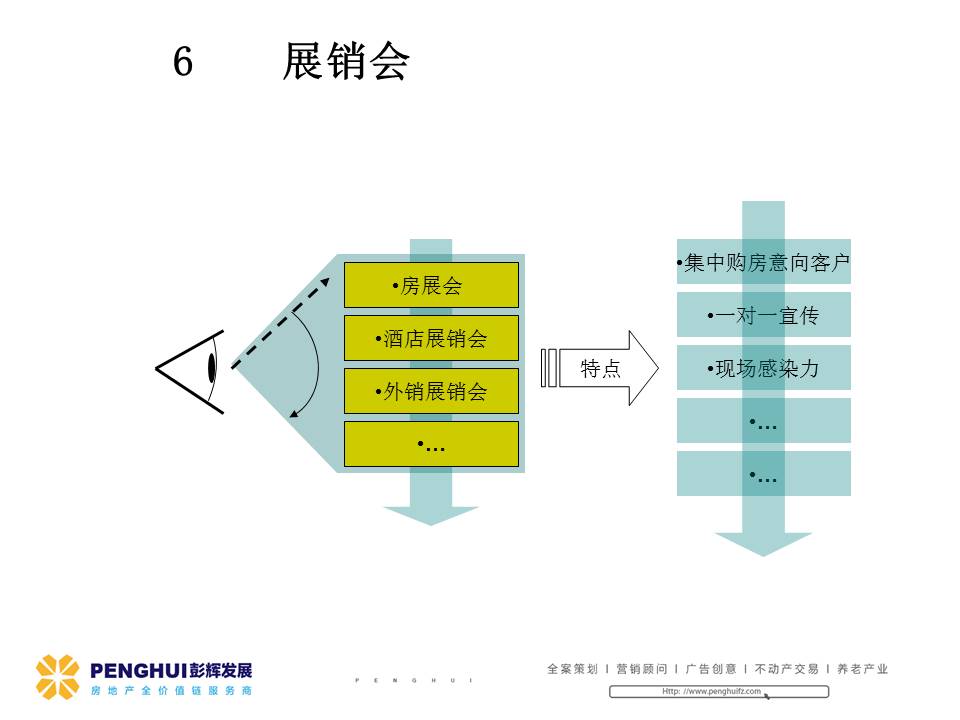 6 展销会
•房展会
•酒店展销会
•外销展销会
•...
特点
•集中购房意向客户
•一对一宣传
•现场感染力
•...
•...
PENGHUI彭辉发展
房地产全价值链服务商
PENGHUI
全案策划 | 营销顾问 | 广告创意 | 不动产交易 | 养老产业
Http: //www.penghuifz.com